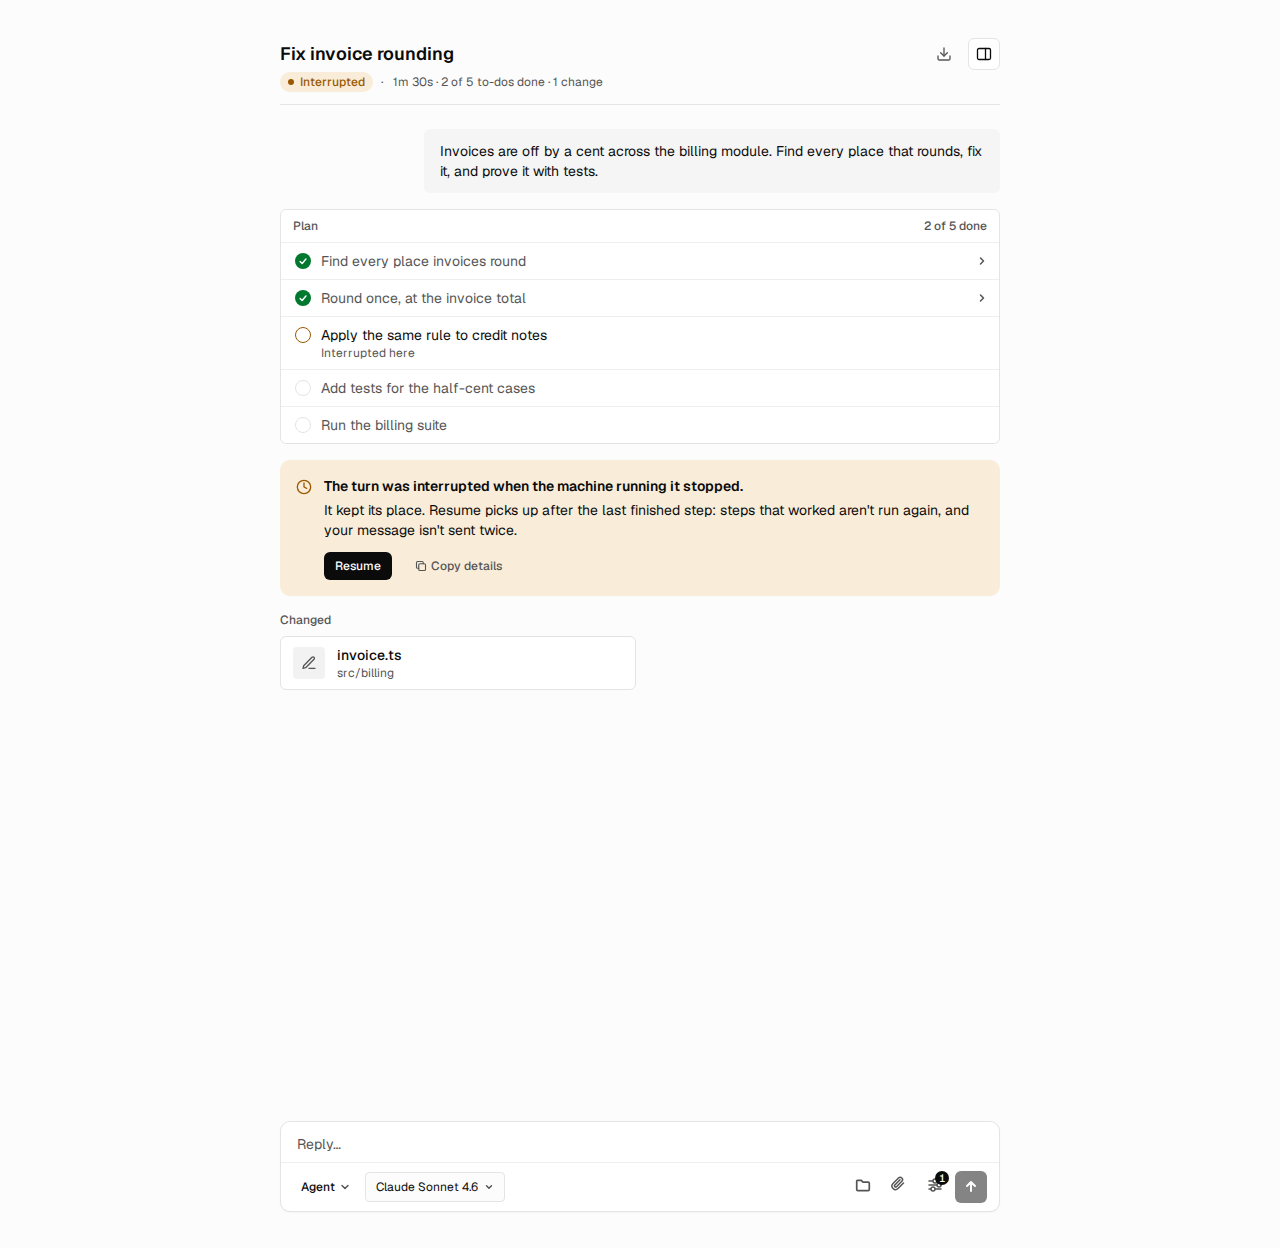 Fix invoice rounding
Interrupted · 1m 30s · 2 of 5 to-dos done · 1 change
Invoices are off by a cent across the billing module. Find every place that rounds, fix
it, and prove it with tests.
Plan 2 of 5 done
Find every place invoices round
Round once, at the invoice total
Apply the same rule to credit notes
Interrupted here
Add tests for the half-cent cases
Run the billing suite
The turn was interrupted when the machine running it stopped.
It kept its place. Resume picks up after the last finished step: steps that worked aren't run again, and
your message isn't sent twice.
Resume Copy details
Changed
invoice.ts
src/billing
Reply...
Agent Claude Sonnet 4.6 1